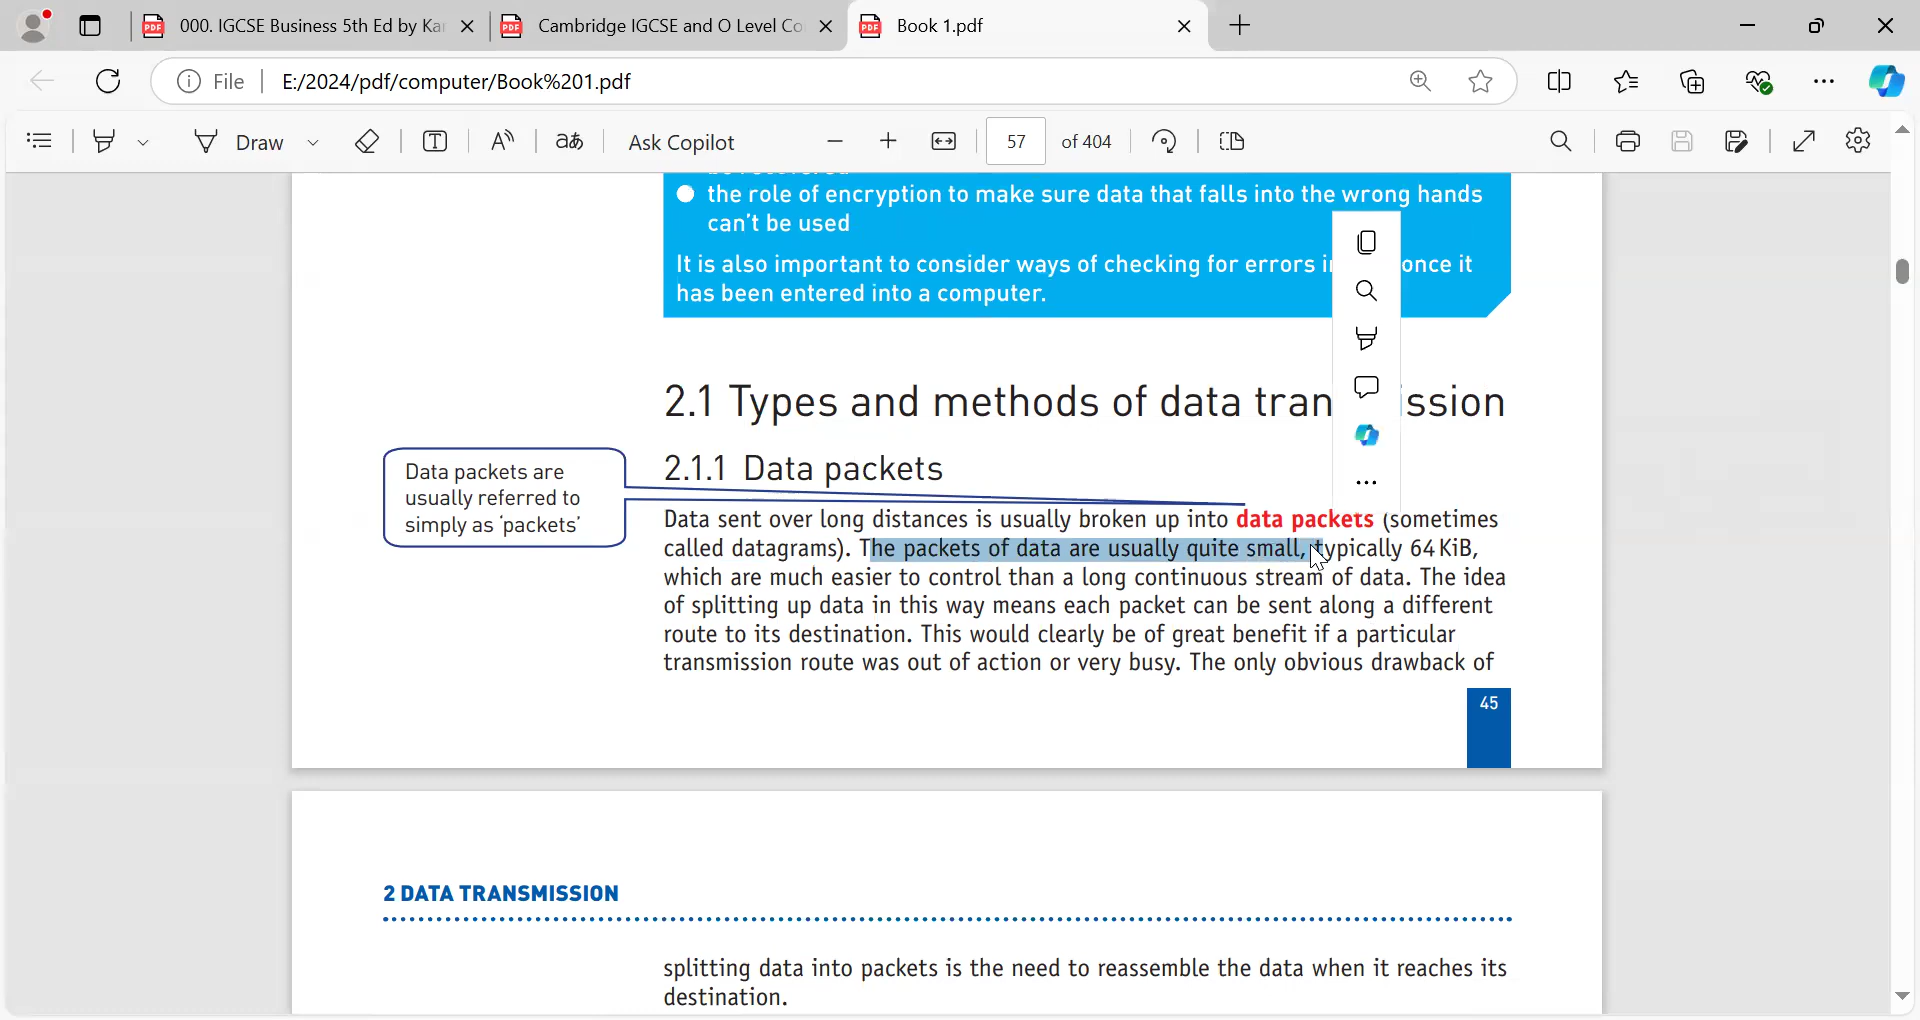 000. IGCSE Business 5th Ed by Ka
Cambridge IGCSE and O Level Co
Book 1.pdf
File
E:/2024/pdf/computer/Book%201.pdf
Draw
aあ
Ask Copilot
57
of 404
the role of encryption to make sure data that falls into the wrong hands
can't be used
It is also important to consider ways of checking for errors i once it
has been entered into a computer.
2.1 Types and methods of data tran ssion
2.1.1 Data packets
Data packets are
usually referred to
simply as 'packets'
Data sent over long distances is usually broken up into data packets (sometimes
called datagrams). The packets of data are usually quite small, typically 64 KiB,
which are much easier to control than a long continuous stream of data. The idea
of splitting up data in this way means each packet can be sent along a different
route to its destination. This would clearly be of great benefit if a particular
transmission route was out of action or very busy. The only obvious drawback of
45
2 DATA TRANSMISSION
splitting data into packets is the need to reassemble the data when it reaches its
destination.